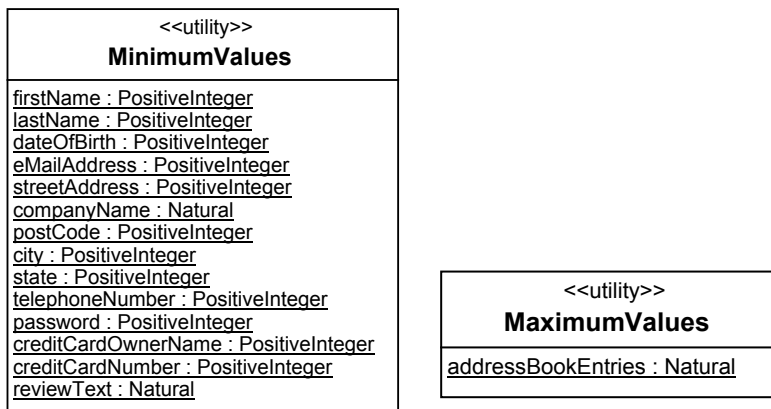 <<utility>>
MinimumValues
firstName : PositiveInteger
lastName : PositiveInteger
dateOfBirth : PositiveInteger
eMailAddress : PositiveInteger
streetAddress : PositiveInteger
companyName : Natural
postCode : PositiveInteger
city : PositiveInteger
state : PositiveInteger
telephoneNumber : PositiveInteger
password : PositiveInteger
creditCardOwnerName : PositiveInteger
creditCardNumber : PositiveInteger
reviewText : Natural
<<utility>>
MaximumValues
addressBookEntries : Natural